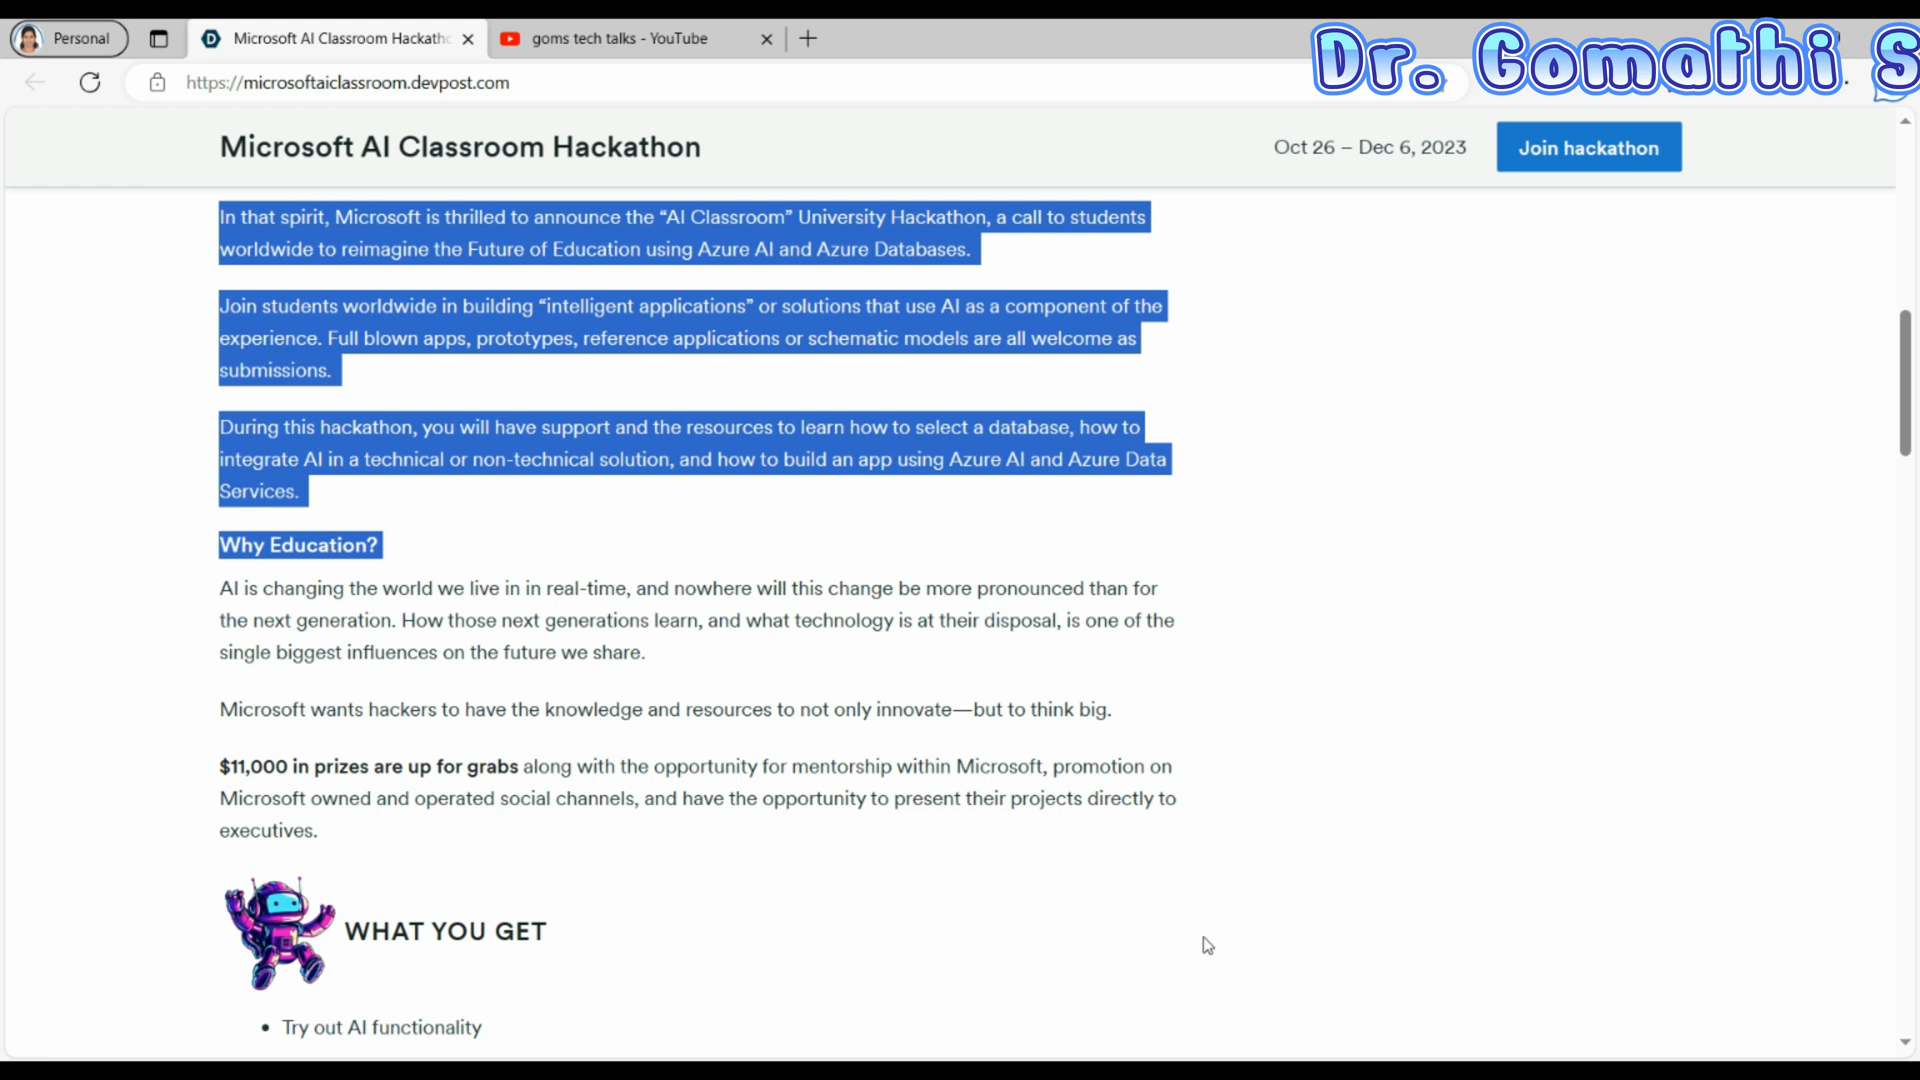 Personal
Microsoft AI Classroom Hackath
goms tech talks - YouTube
Dr. Gomathi S
https://microsoftaiclassroom.devpost.com
Microsoft AI Classroom Hackathon
Oct 26 – Dec 6, 2023
Join hackathon
In that spirit, Microsoft is thrilled to announce the “AI Classroom” University Hackathon, a call to students
worldwide to reimagine the Future of Education using Azure AI and Azure Databases.
Join students worldwide in building “intelligent applications” or solutions that use AI as a component of the
experience. Full blown apps, prototypes, reference applications or schematic models are all welcome as
submissions.
During this hackathon, you will have support and the resources to learn how to select a database, how to
integrate AI in a technical or non-technical solution, and how to build an app using Azure AI and Azure Data
Services.
Why Education?
AI is changing the world we live in in real-time, and nowhere will this change be more pronounced than for
the next generation. How those next generations learn, and what technology is at their disposal, is one of the
single biggest influences on the future we share.
Microsoft wants hackers to have the knowledge and resources to not only innovate—but to think big.
$11,000 in prizes are up for grabs along with the opportunity for mentorship within Microsoft, promotion on
Microsoft owned and operated social channels, and have the opportunity to present their projects directly to
executives.
WHAT YOU GET
• Try out AI functionality